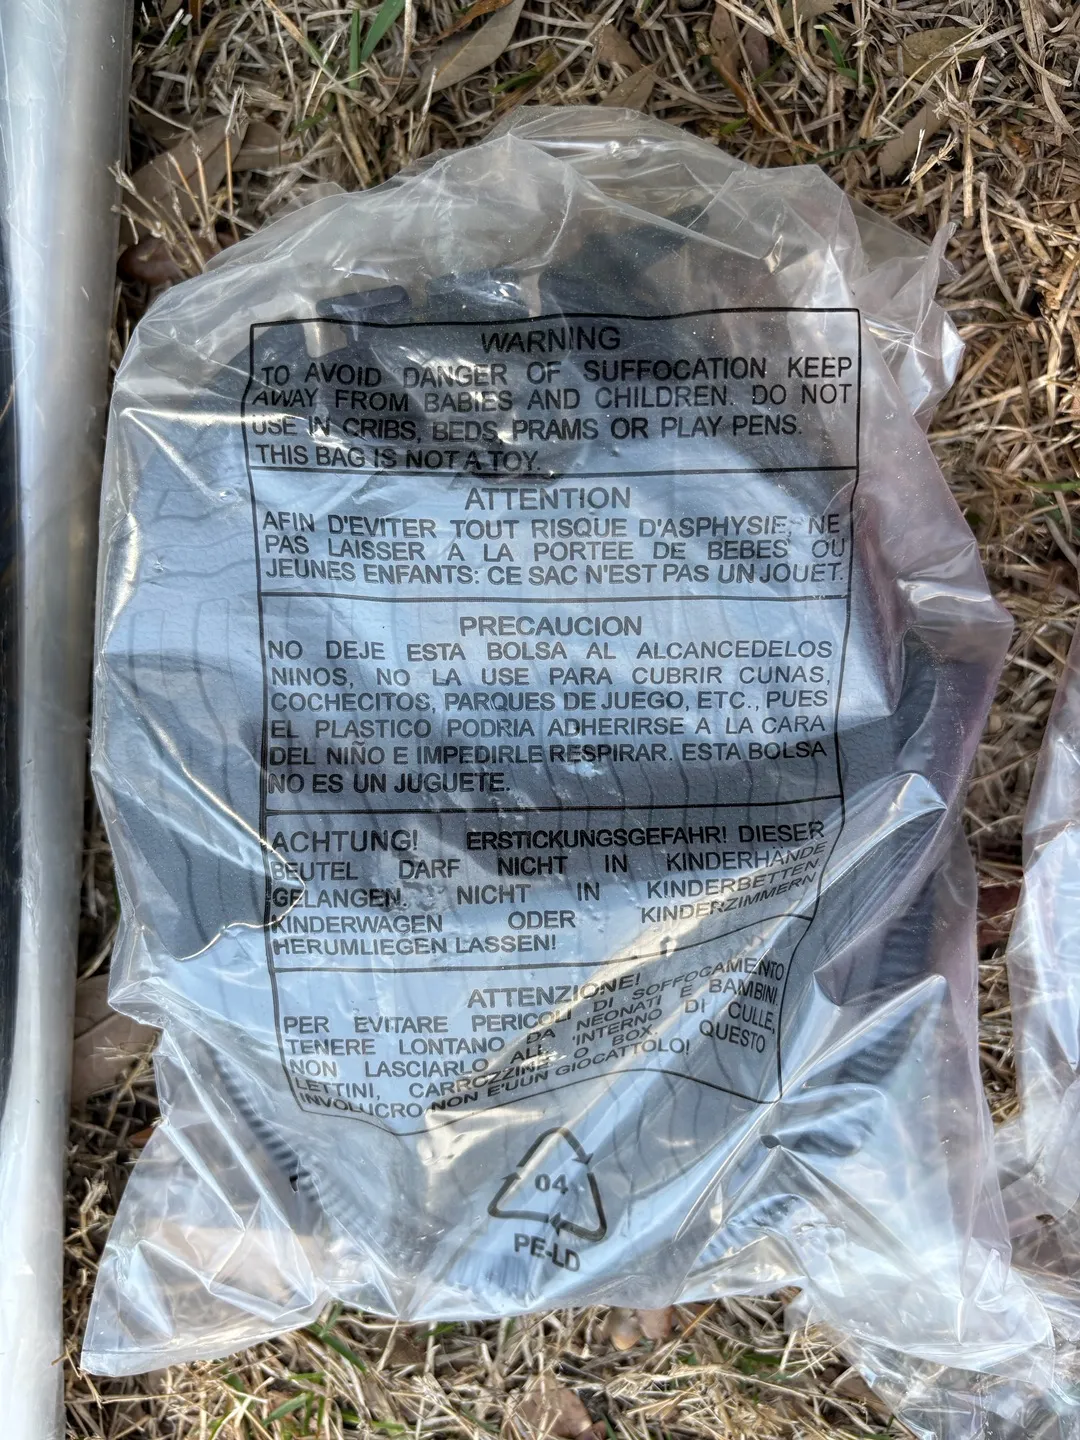 WARNING
TO AVOID DANGER OF SUFFOCATION KEEP
AWAY FROM BABIES AND CHILDREN. DO NOT
USE IN CRIBS, BEDS, PRAMS OR PLAY PENS.
THIS BAG IS NOT A TOY.
ATTENTION
AFIN D'EVITER TOUT RISQUE D'ASPHYSIE, NE
PAS LAISSER A LA PORTEE DE BEBES OU
JEUNES ENFANTS: CE SAC N'EST PAS UN JOUET.
PRECAUCION
NO DEJE ESTA BOLSA AL ALCANCEDELOS
NINOS, NO LA USE PARA CUBRIR CUNAS,
COCHECITOS, PARQUES DE JUEGO, ETC., PUES
EL PLASTICO PODRIA ADHERIRSE A LA CARA
DEL NIÑO E IMPEDIRLE RESPIRAR. ESTA BOLSA
NO ES UN JUGUETE.
ACHTUNG! ERSTICKUNGSGEFAHR! DIESER
BEUTEL DARF NICHT IN KINDERHÄNDE
GELANGEN. NICHT IN KINDERBETTEN
KINDERWAGEN ODER KINDERZIMMERN
HERUMLIEGEN LASSEN!
ATTENZIONE!
PER EVITARE PERICOLI DI SOFFOCAMENTO
TENERE LONTANO DA NEONATI E BAMBINI.
NON LASCIARLO ALL 'INTERNO DI CULLE,
LETTINI, CARROZZINE O BOX. QUESTO
INVOLUCRO NON E'UUN GIOCATTOLO!
04
PE-LD